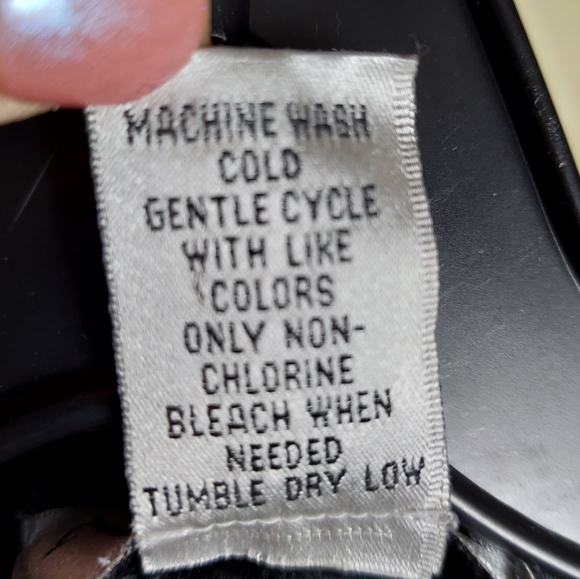 MACHINE WASH
COLD
GENTLE CYCLE
WITH LIKE
COLORS
ONLY NON-
CHLORINE
BLEACH WHEN
NEEDED
TUMBLE DRY LOW